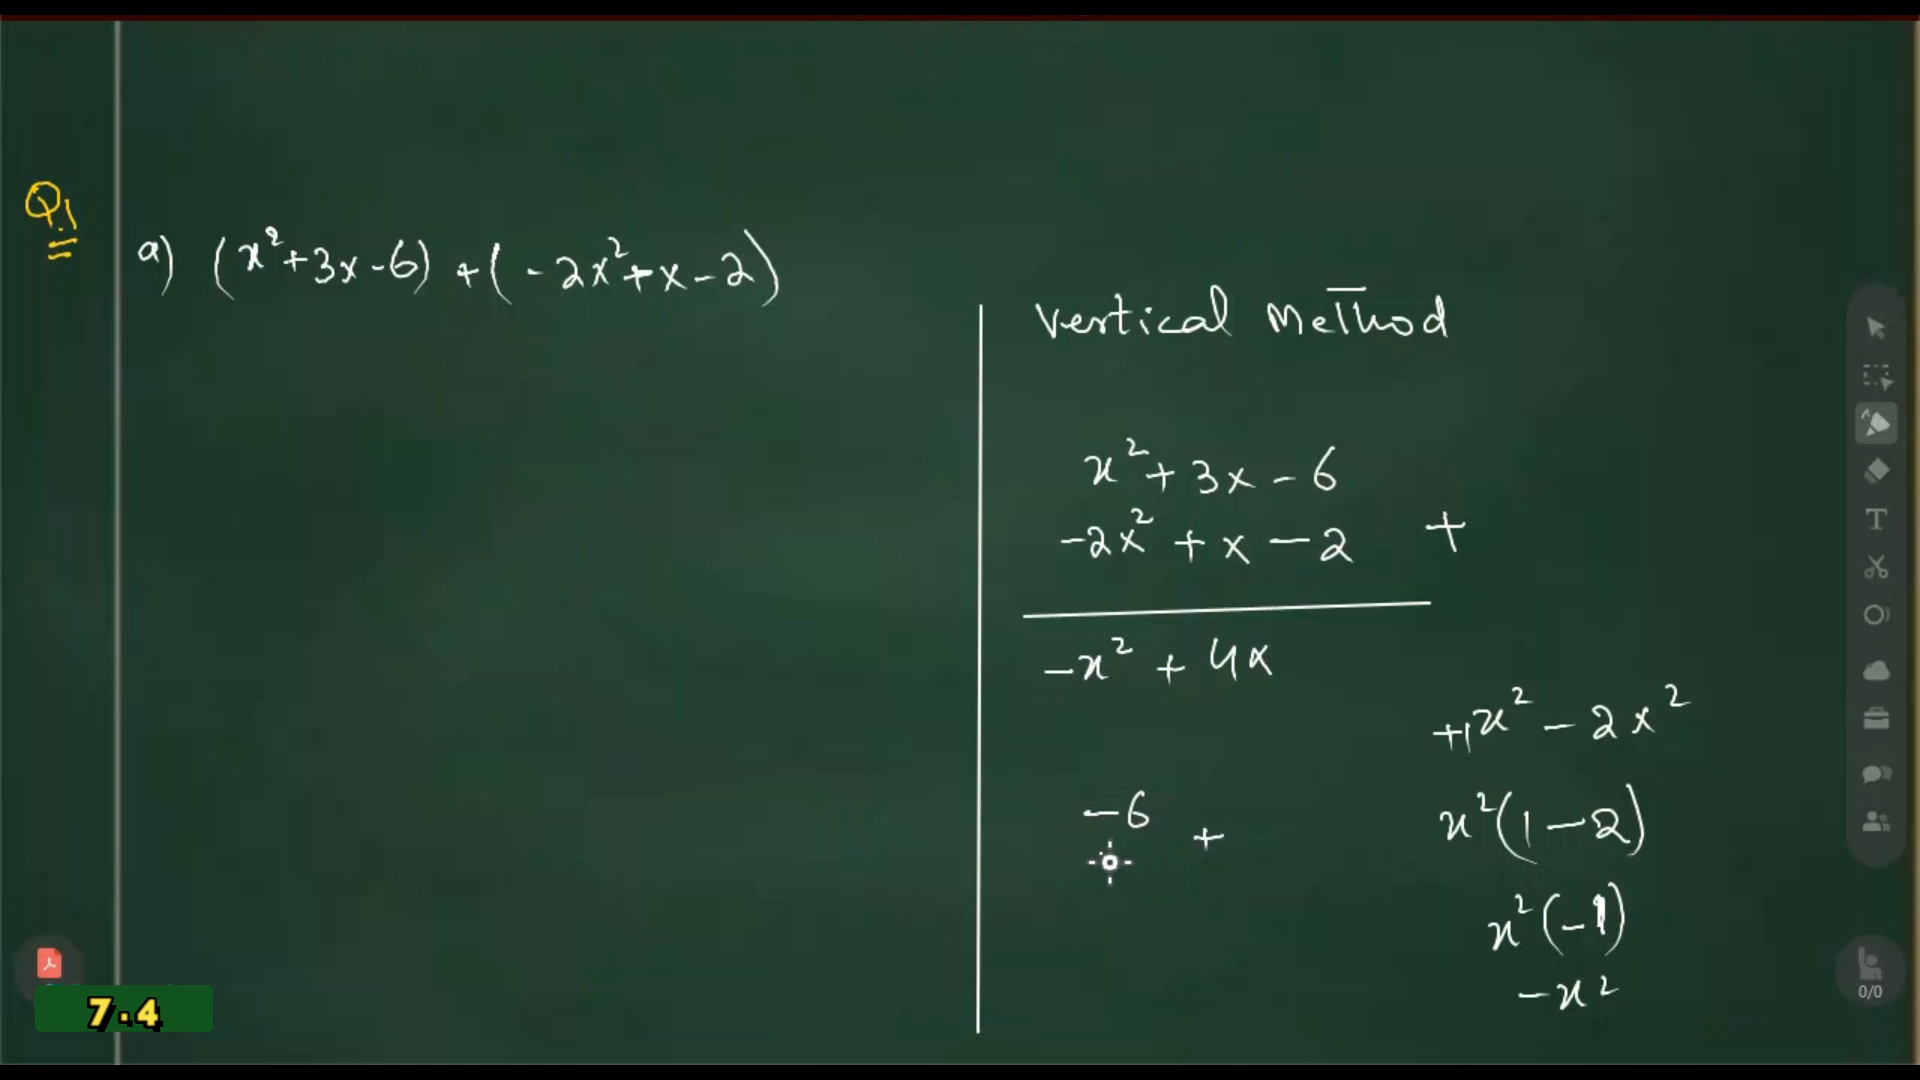 Q.1
a) (x²+3x-6) +(-2x²+x-2)
Vertical Method
x²+3x-6
-2x²+x-2 +
-x²+4x
+1x²-2x²
-6 +
x²(1-2)
x²(-1)
-x²
7.4
T
0/0